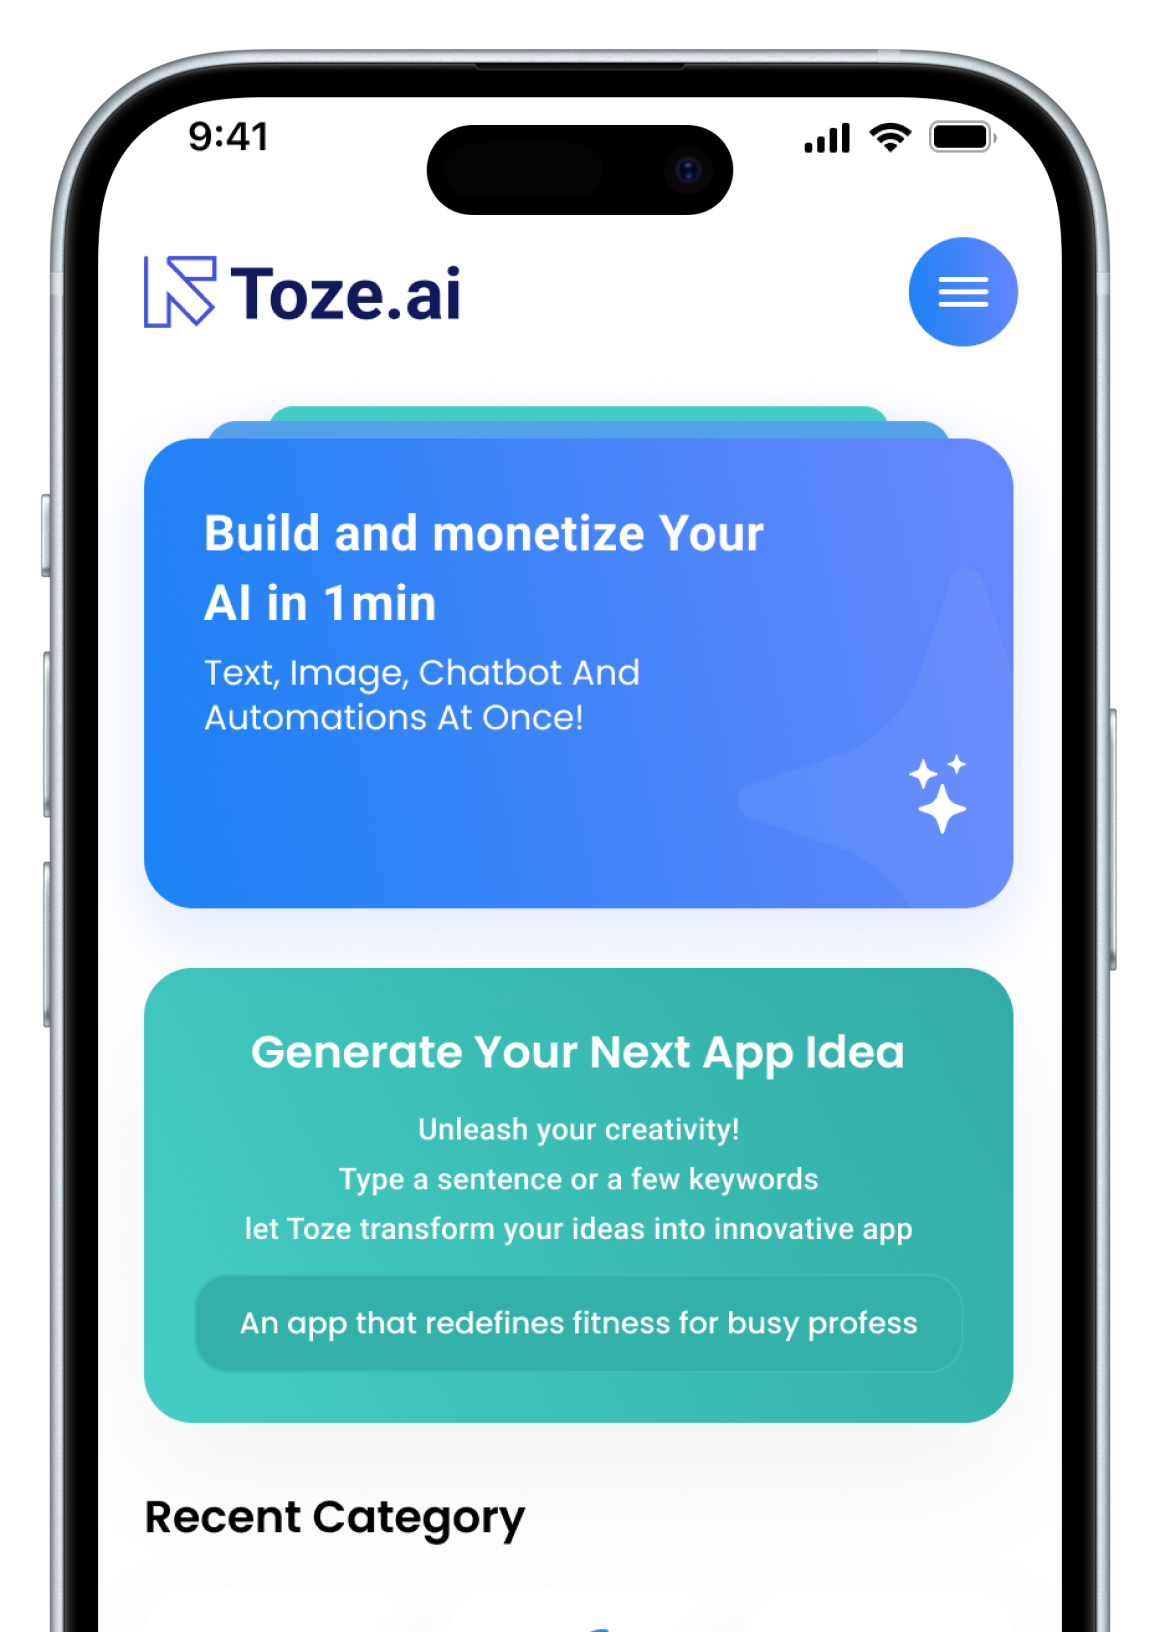 9:41
Toze.ai
Build and monetize Your
AI in 1min
Text, Image, Chatbot And
Automations At Once!
Generate Your Next App Idea
Unleash your creativity!
Type a sentence or a few keywords
let Toze transform your ideas into innovative app
An app that redefines fitness for busy profess
Recent Category